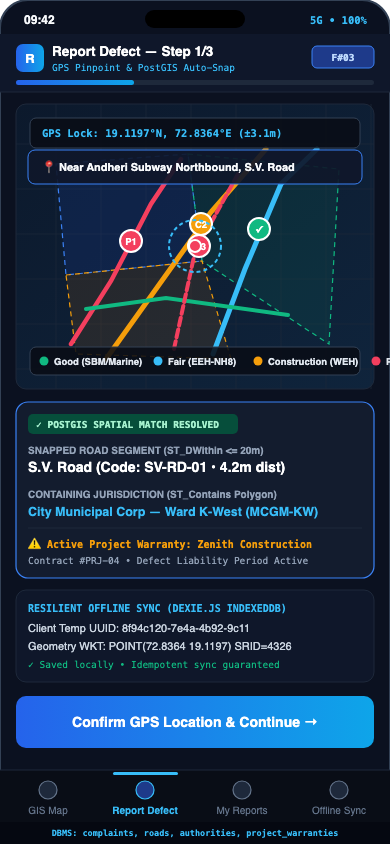 09:42
5G • 100%
R
Report Defect — Step 1/3
GPS Pinpoint & PostGIS Auto-Snap
F#03
GPS Lock: 19.1197°N, 72.8364°E (±3.1m)
📍 Near Andheri Subway Northbound, S.V. Road
P1
C2
3
✓
Good (SBM/Marine)
Fair (EEH-NH8)
Construction (WEH)
✓ POSTGIS SPATIAL MATCH RESOLVED
SNAPPED ROAD SEGMENT (ST_DWithin <= 20m)
S.V. Road (Code: SV-RD-01 • 4.2m dist)
CONTAINING JURISDICTION (ST_Contains Polygon)
City Municipal Corp — Ward K-West (MCGM-KW)
⚠️ Active Project Warranty: Zenith Construction
Contract #PRJ-04 • Defect Liability Period Active
RESILIENT OFFLINE SYNC (DEXIE.JS INDEXEDDB)
Client Temp UUID: 8f94c120-7e4a-4b92-9c11
Geometry WKT: POINT(72.8364 19.1197) SRID=4326
✓ Saved locally • Idempotent sync guaranteed
Confirm GPS Location & Continue →
GIS Map
Report Defect
My Reports
Offline Sync
DBMS: complaints, roads, authorities, project_warranties